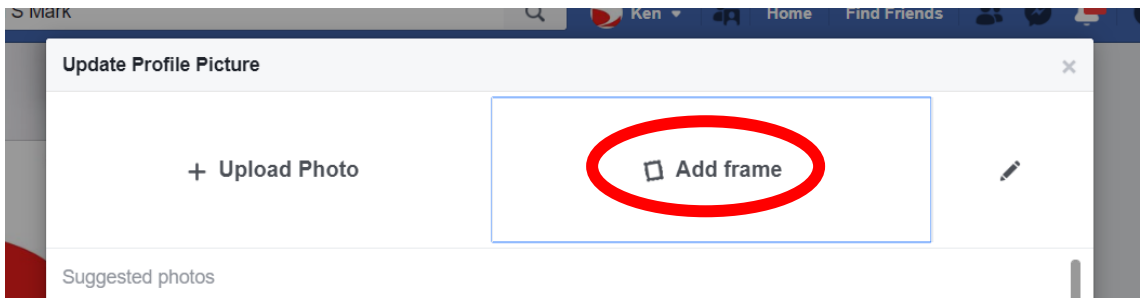 S Mark
Ken Home Find Friends
Update Profile Picture ×
+ Upload Photo Add frame
Suggested photos